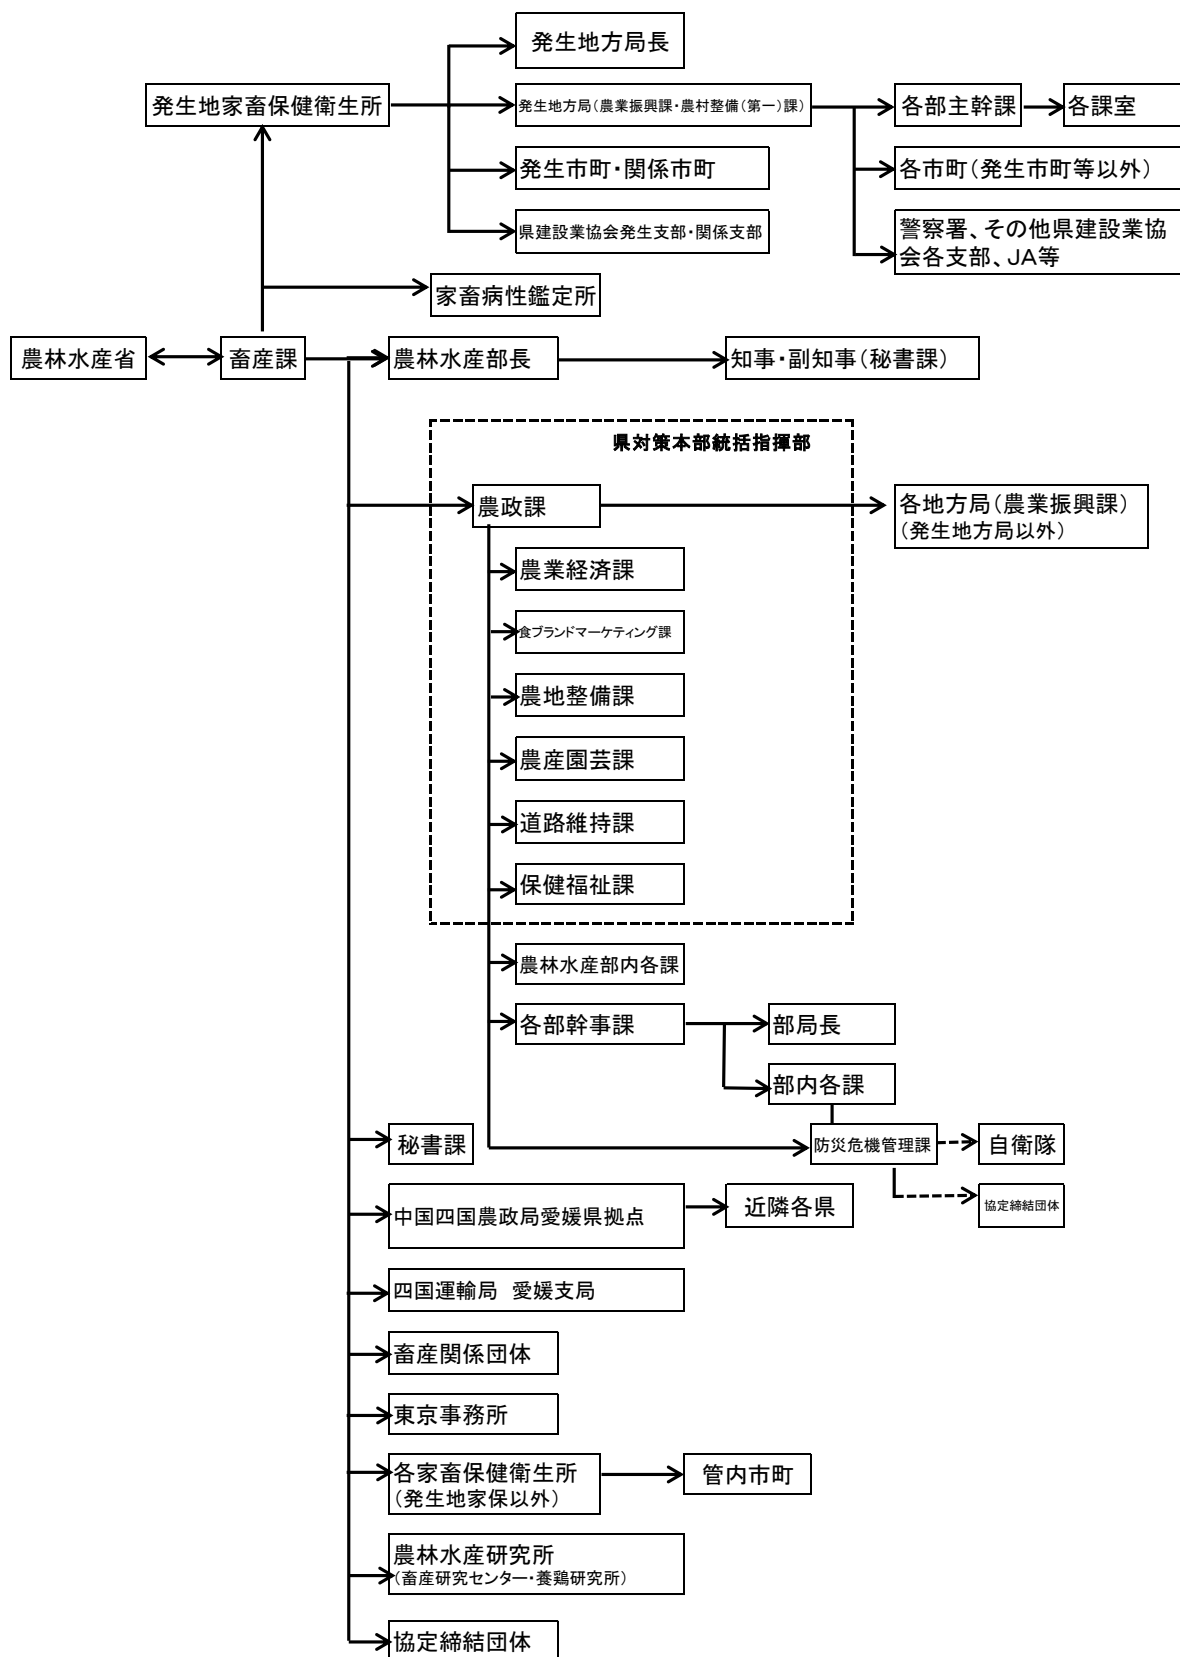 発生地方局長
発生地家畜保健衛生所
発生地方局(農業振興課・農村整備(第一)課)
各部主幹課
各課室
発生市町・関係市町
各市町(発生市町等以外)
県建設業協会発生支部・関係支部
警察署、その他県建設業協
会各支部、JA等
家畜病性鑑定所
農林水産省
畜産課
農林水産部長
知事・副知事(秘書課)
県対策本部統括指揮部
農政課
各地方局(農業振興課)
(発生地方局以外)
農業経済課
食ブランドマーケティング課
農地整備課
農産園芸課
道路維持課
保健福祉課
農林水産部内各課
各部幹事課
部局長
部内各課
秘書課
防災危機管理課
自衛隊
中国四国農政局愛媛県拠点
近隣各県
協定締結団体
四国運輸局 愛媛支局
畜産関係団体
東京事務所
各家畜保健衛生所
(発生地家保以外)
管内市町
農林水産研究所
(畜産研究センター・養鶏研究所)
協定締結団体